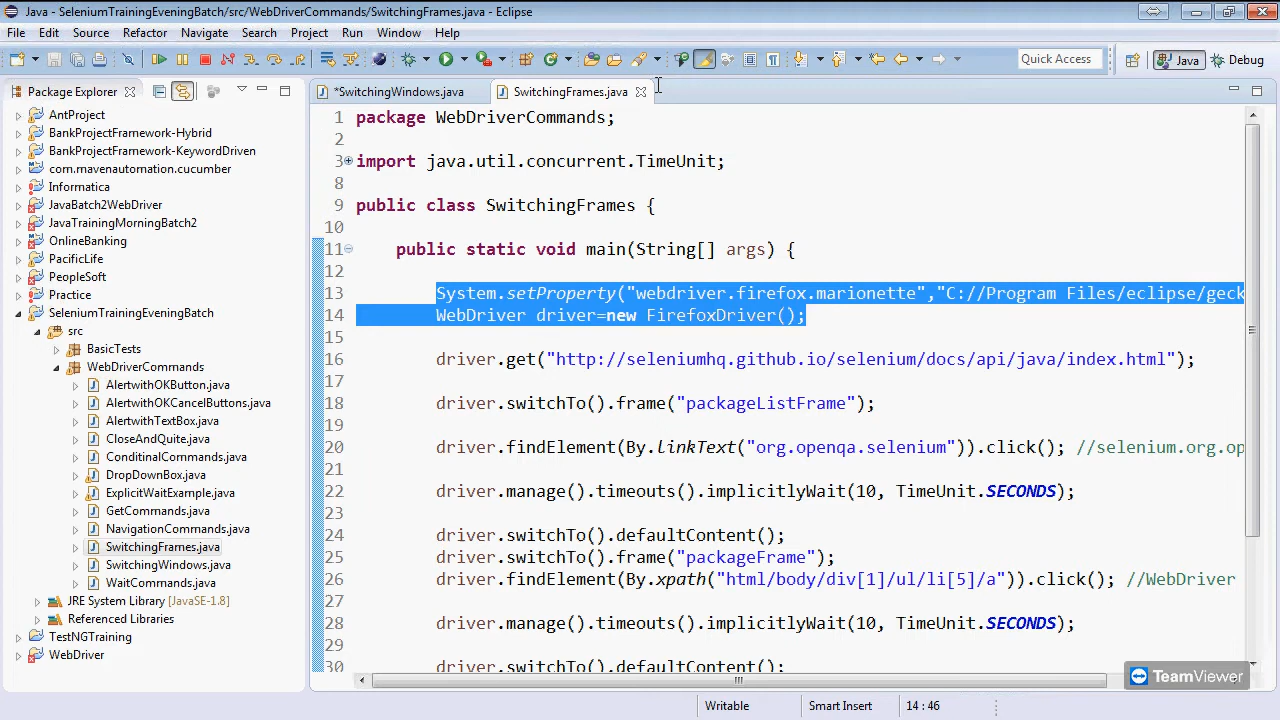 Java - SeleniumTrainingEveningBatch/src/WebDriverCommands/SwitchingFrames.java - Eclipse
File Edit Source Refactor Navigate Search Project Run Window Help
Quick Access Java Debug
Package Explorer
*SwitchingWindows.java SwitchingFrames.java
AntProject
BankProjectFramework-Hybrid
BankProjectFramework-KeywordDriven
com.mavenautomation.cucumber
Informatica
JavaBatch2WebDriver
JavaTrainingMorningBatch2
OnlineBanking
PacificLife
PeopleSoft
Practice
SeleniumTrainingEveningBatch
src
BasicTests
WebDriverCommands
AlertwithOKButton.java
AlertwithOKCancelButtons.java
AlertwithTextBox.java
CloseAndQuite.java
ConditinalCommands.java
DropDownBox.java
ExplicitWaitExample.java
GetCommands.java
NavigationCommands.java
SwitchingFrames.java
SwitchingWindows.java
WaitCommands.java
JRE System Library [JavaSE-1.8]
Referenced Libraries
TestNGTraining
WebDriver
1 package WebDriverCommands;
2
3 import java.util.concurrent.TimeUnit;
8
9 public class SwitchingFrames {
10
11 public static void main(String[] args) {
12
13 System.setProperty("webdriver.firefox.marionette","C://Program Files/eclipse/geck
14 WebDriver driver=new FirefoxDriver();
15
16 driver.get("http://seleniumhq.github.io/selenium/docs/api/java/index.html");
17
18 driver.switchTo().frame("packageListFrame");
19
20 driver.findElement(By.linkText("org.openqa.selenium")).click(); //selenium.org.op
21
22 driver.manage().timeouts().implicitlyWait(10, TimeUnit.SECONDS);
23
24 driver.switchTo().defaultContent();
25 driver.switchTo().frame("packageFrame");
26 driver.findElement(By.xpath("html/body/div[1]/ul/li[5]/a")).click(); //WebDriver
27
28 driver.manage().timeouts().implicitlyWait(10, TimeUnit.SECONDS);
29
30 driver.switchTo().defaultContent();
TeamViewer
Writable Smart Insert 14 : 46